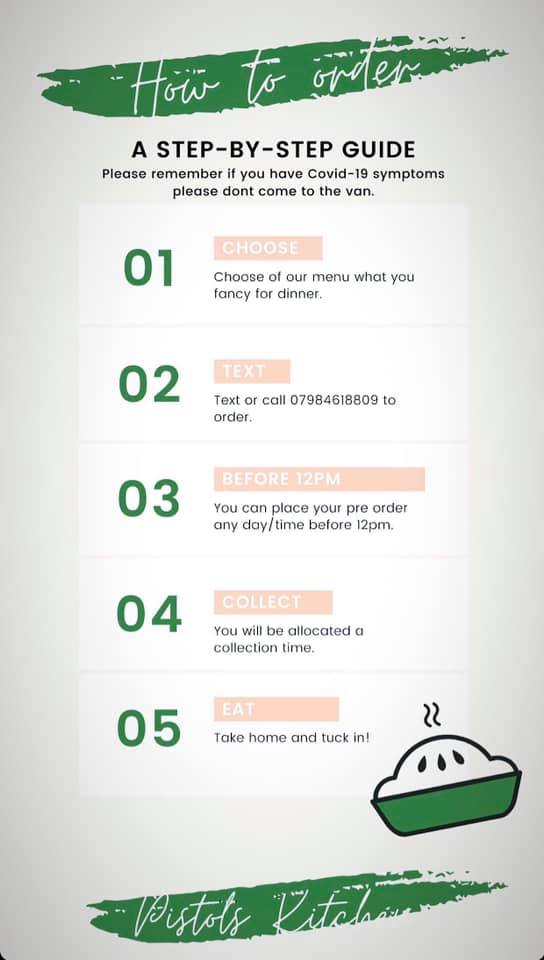 How to order
A STEP-BY-STEP GUIDE
Please remember if you have Covid-19 symptoms
please dont come to the van.
01
CHOOSE
Choose of our menu what you
fancy for dinner.
02
TEXT
Text or call 07984618809 to
order.
03
BEFORE 12PM
You can place your pre order
any day/time before 12pm.
04
COLLECT
You will be allocated a
collection time.
05
EAT
Take home and tuck in!
Pistols Kitchen